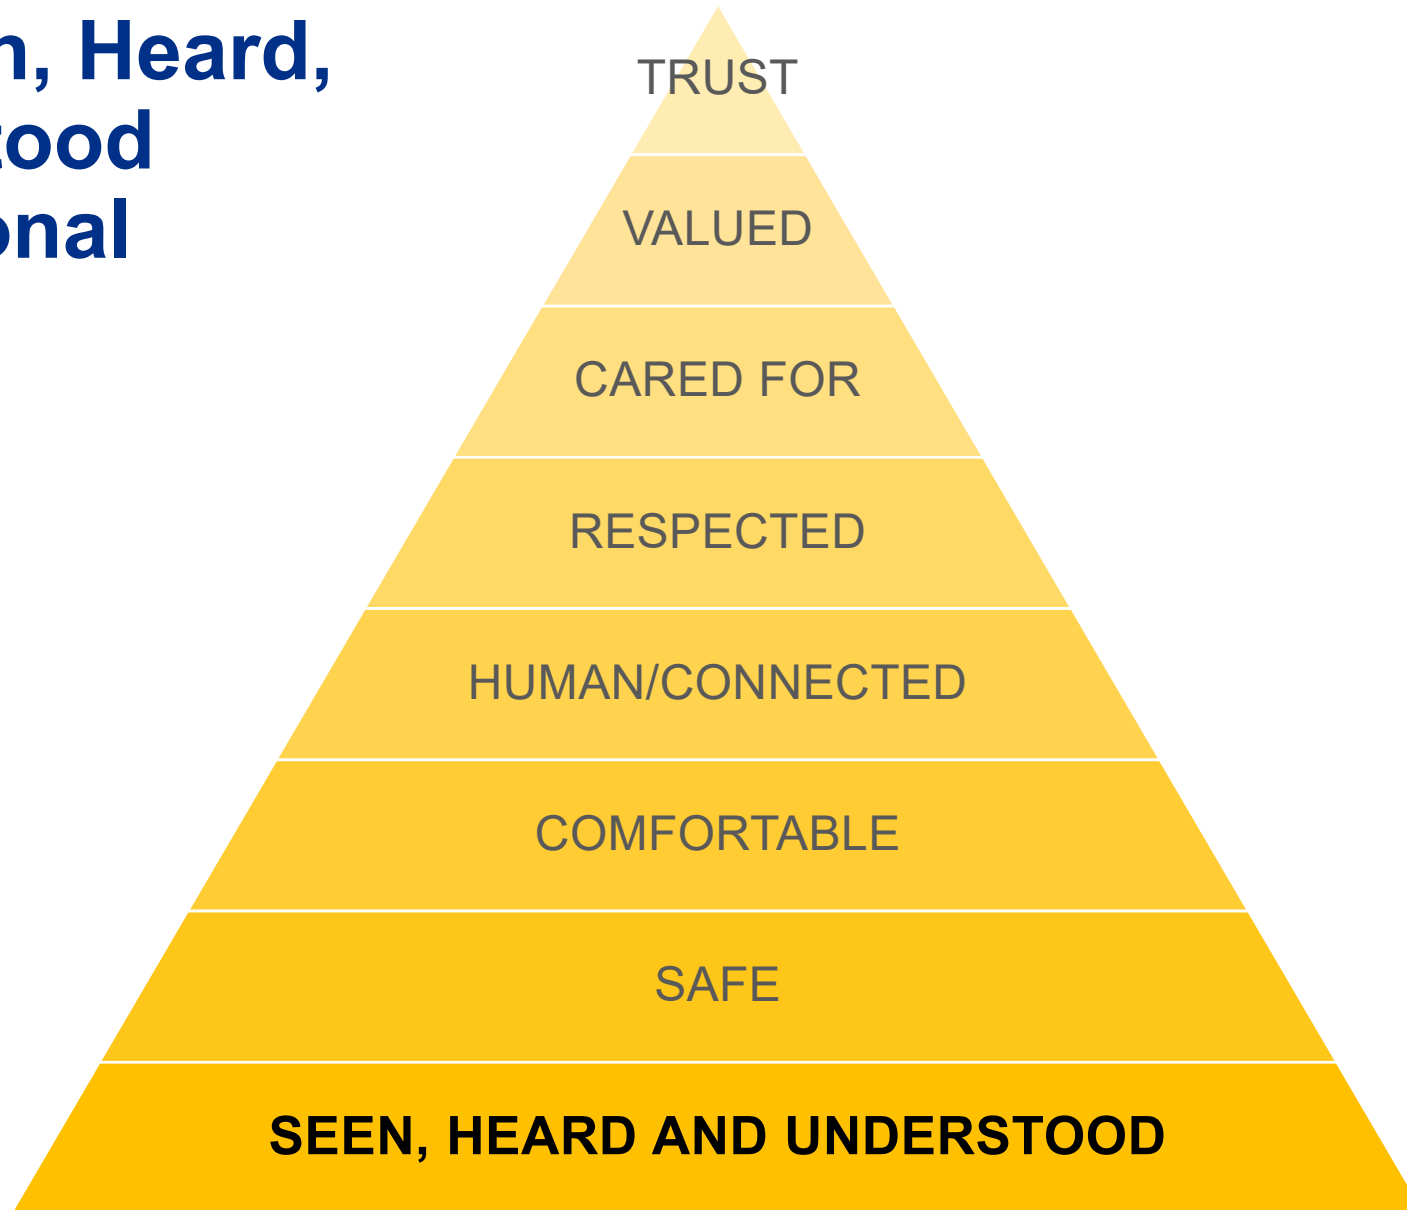 n, Heard,
tood
onal
TRUST
VALUED
CARED FOR
RESPECTED
HUMAN/CONNECTED
COMFORTABLE
SAFE
SEEN, HEARD AND UNDERSTOOD